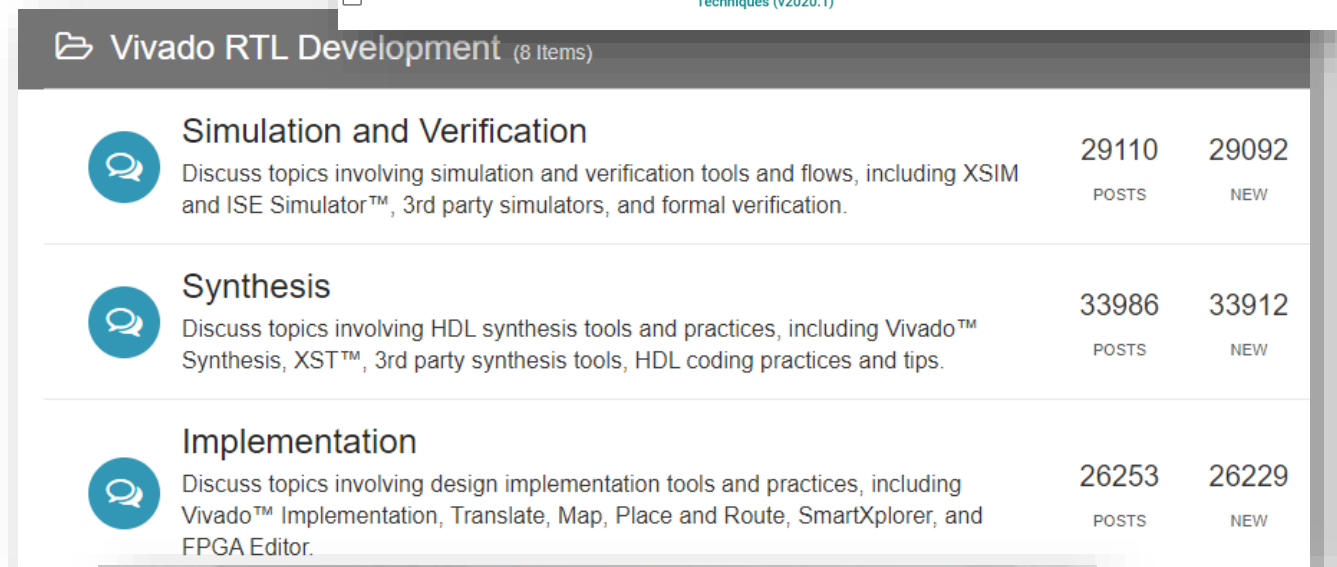 Techniques (v2020.1)
Vivado RTL Development (8 Items)
Simulation and Verification
Discuss topics involving simulation and verification tools and flows, including XSIM
and ISE Simulator™, 3rd party simulators, and formal verification.
29110 29092
POSTS NEW
Synthesis
Discuss topics involving HDL synthesis tools and practices, including Vivado™
Synthesis, XST™, 3rd party synthesis tools, HDL coding practices and tips.
33986 33912
POSTS NEW
Implementation
Discuss topics involving design implementation tools and practices, including
Vivado™ Implementation, Translate, Map, Place and Route, SmartXplorer, and
FPGA Editor.
26253 26229
POSTS NEW